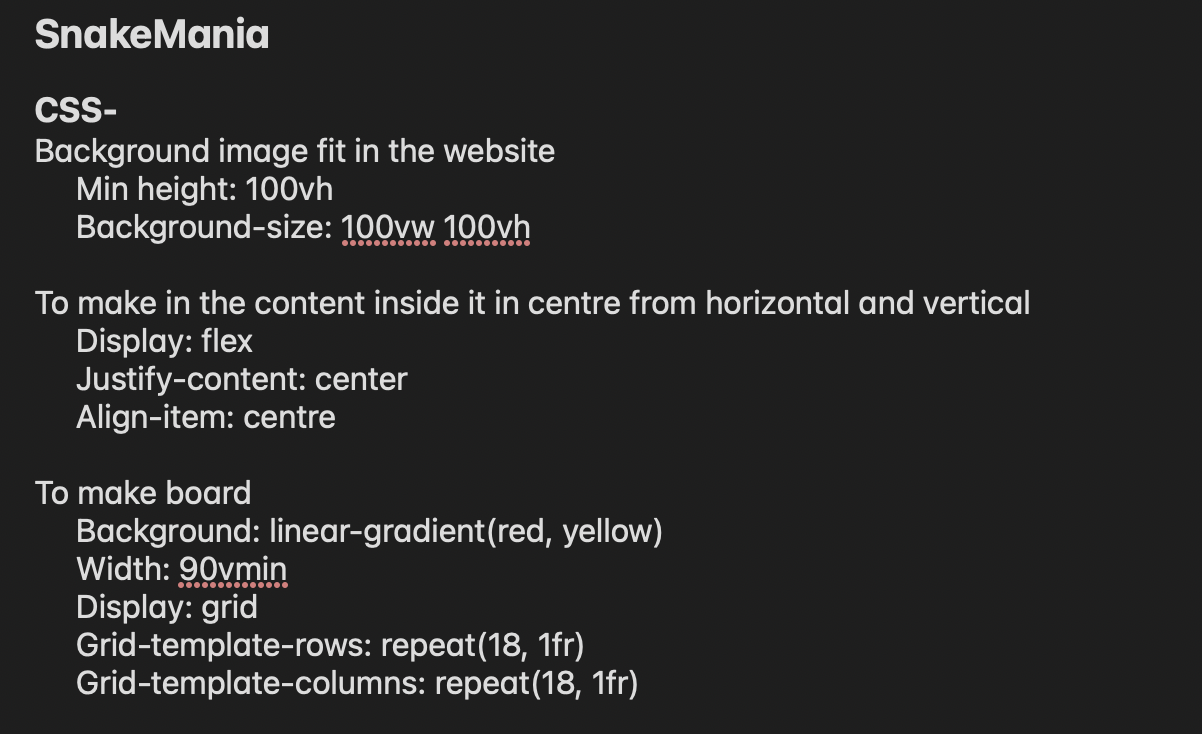 SnakeMania
CSS-
Background image fit in the website
Min height: 100vh
Background-size: 100vw 100vh
To make in the content inside it in centre from horizontal and vertical
Display: flex
Justify-content: center
Align-item: centre
To make board
Background: linear-gradient(red, yellow)
Width: 90vmin
Display: grid
Grid-template-rows: repeat(18, 1fr)
Grid-template-columns: repeat(18, 1fr)